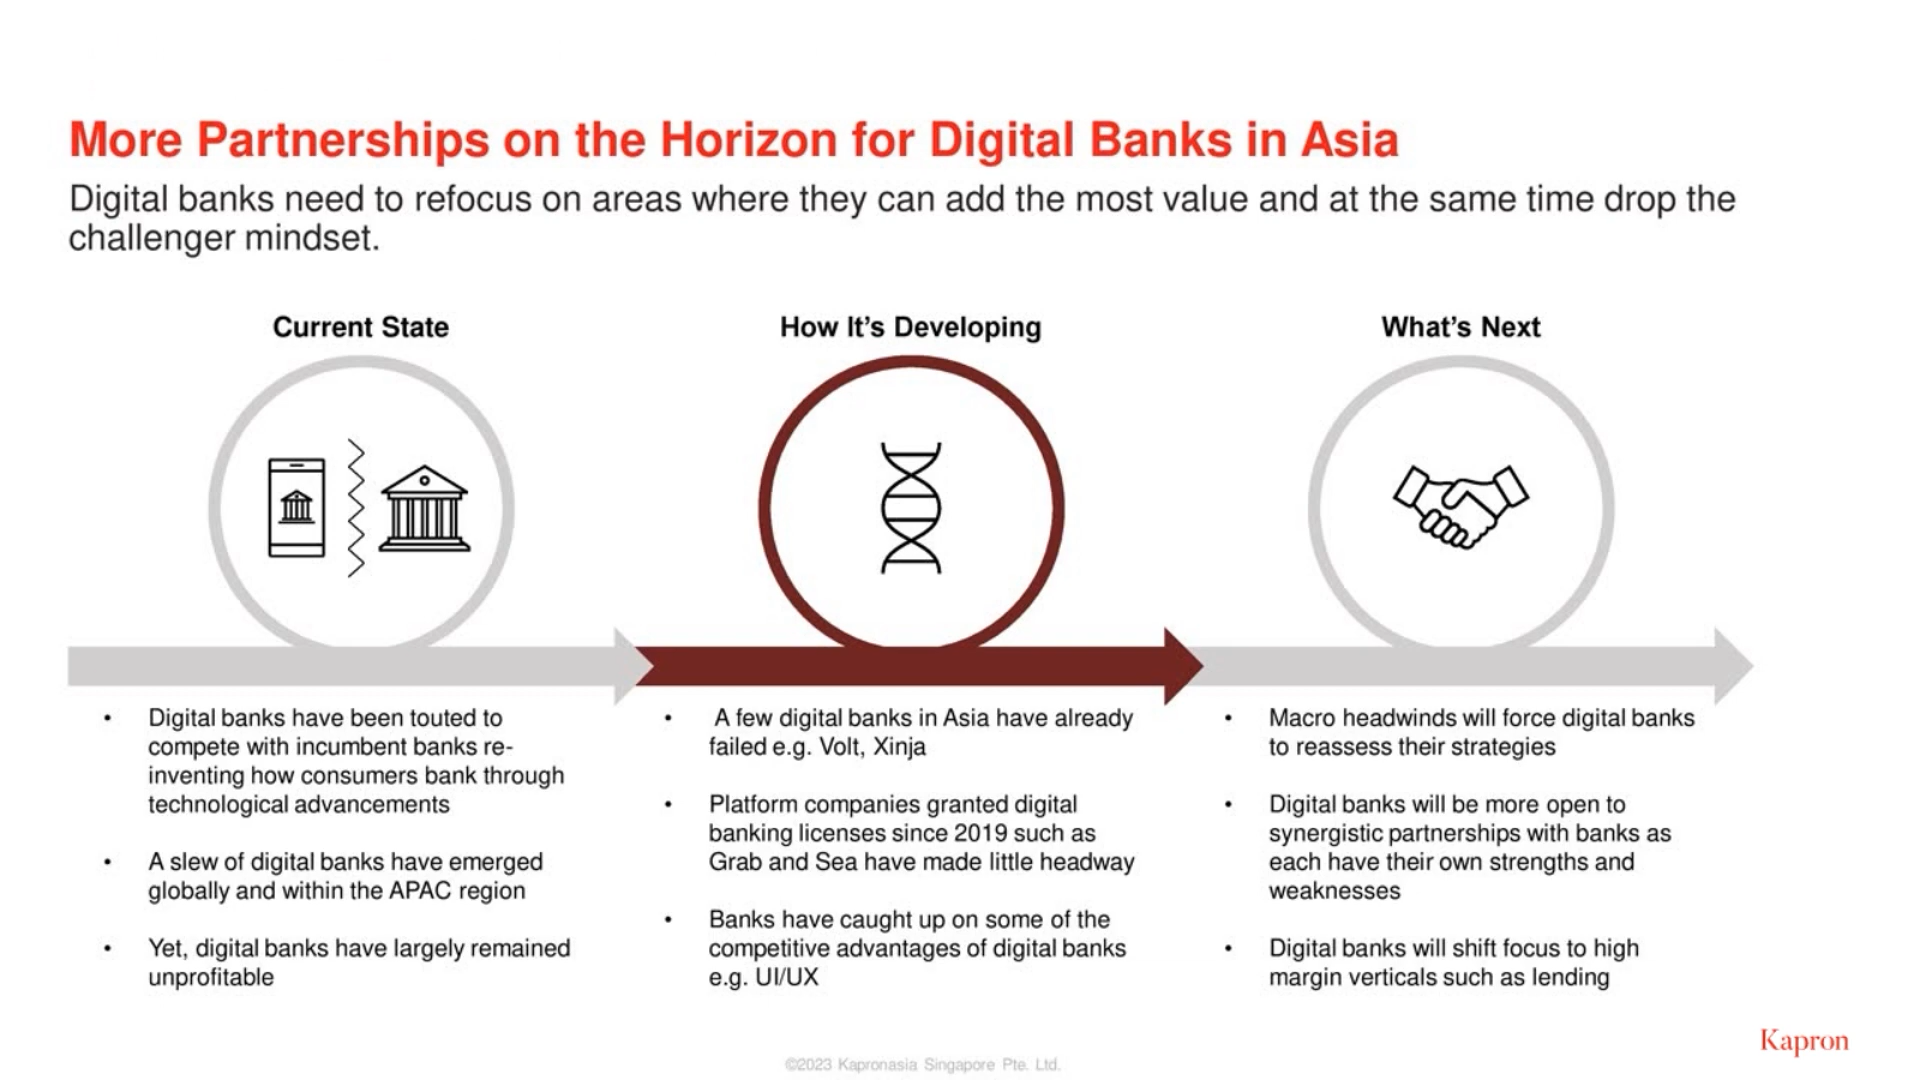 More Partnerships on the Horizon for Digital Banks in Asia
Digital banks need to refocus on areas where they can add the most value and at the same time drop the
challenger mindset.
Current State
How It's Developing
What's Next
• Digital banks have been touted to
compete with incumbent banks re-
inventing how consumers bank through
technological advancements
• A slew of digital banks have emerged
globally and within the APAC region
• Yet, digital banks have largely remained
unprofitable
• A few digital banks in Asia have already
failed e.g. Volt, Xinja
• Platform companies granted digital
banking licenses since 2019 such as
Grab and Sea have made little headway
• Banks have caught up on some of the
competitive advantages of digital banks
e.g. UI/UX
• Macro headwinds will force digital banks
to reassess their strategies
• Digital banks will be more open to
synergistic partnerships with banks as
each have their own strengths and
weaknesses
• Digital banks will shift focus to high
margin verticals such as lending
Kapron
©2023 Kapronasia Singapore Pte. Ltd.